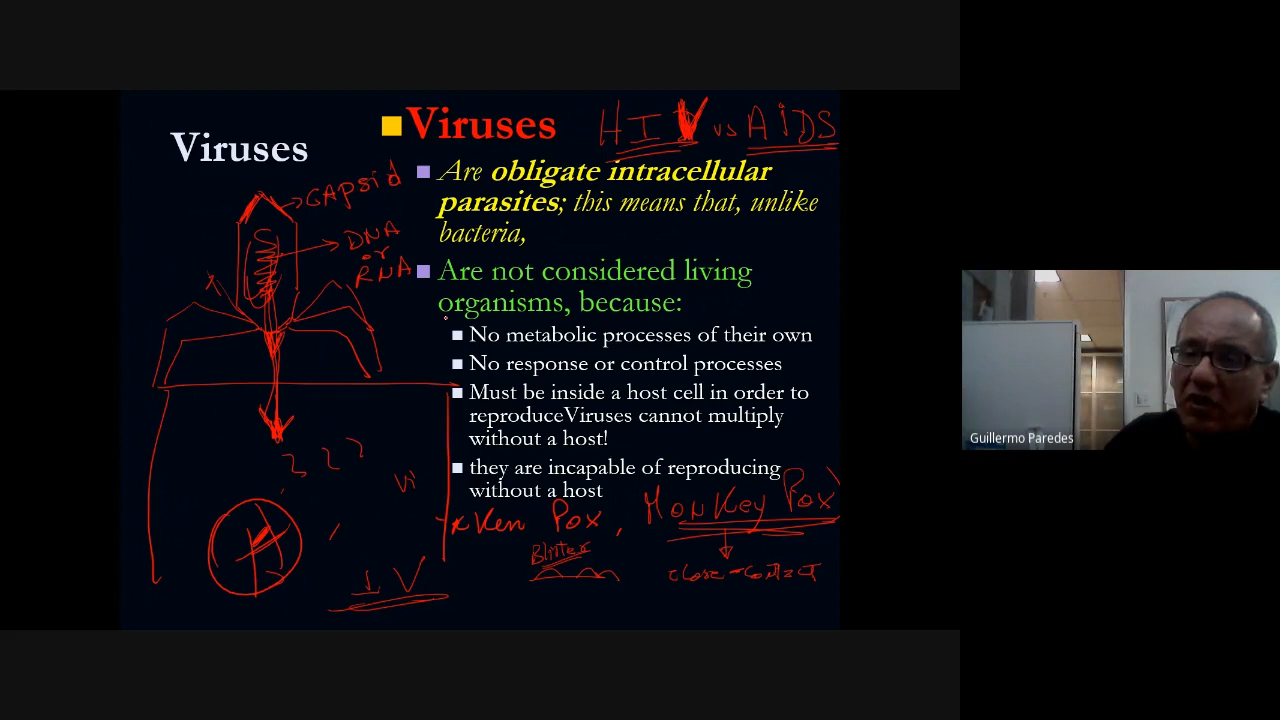 Viruses
Viruses
HIV vs AIDS
Are obligate intracellular
parasites; this means that, unlike
bacteria,
Are not considered living
organisms, because:
No metabolic processes of their own
No response or control processes
Must be inside a host cell in order to
reproduceViruses cannot multiply
without a host!
they are incapable of reproducing
without a host
CAPSid
DNA
or
RNA
Ken Pox, Monkey Pox
Blister
close-contact
IV
Guillermo Paredes